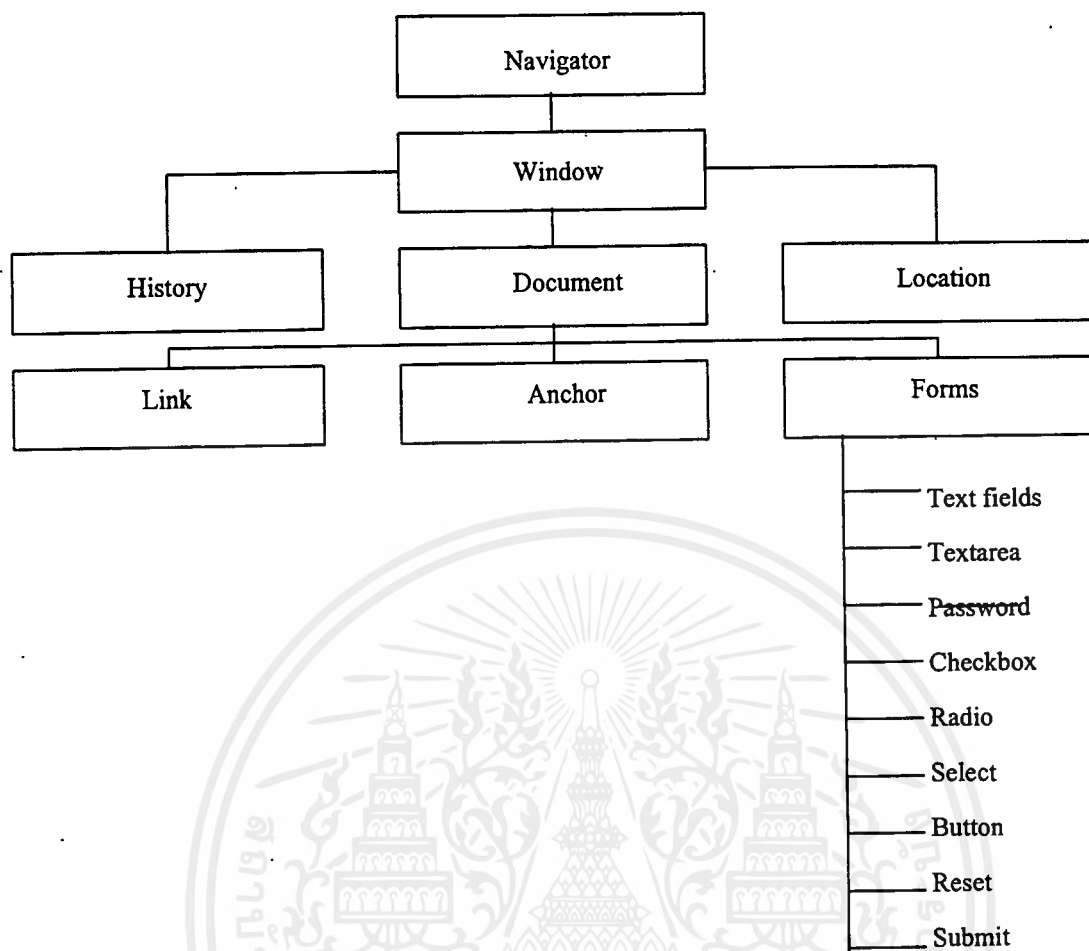 Navigator
Window
History
Document
Location
Link
Anchor
Forms
Text fields
Textarea
Password
Checkbox
Radio
Select
Button
Reset
Submit